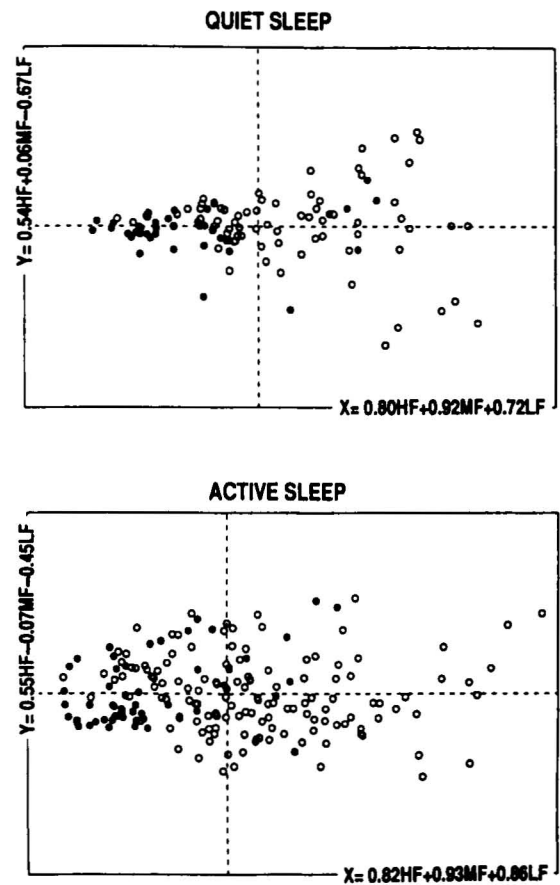 QUIET SLEEP
Y= 0.54HF+0.06MF−0.67LF
X= 0.80HF+0.92MF+0.72LF
ACTIVE SLEEP
Y= 0.55HF−0.07MF−0.45LF
X= 0.82HF+0.93MF+0.86LF